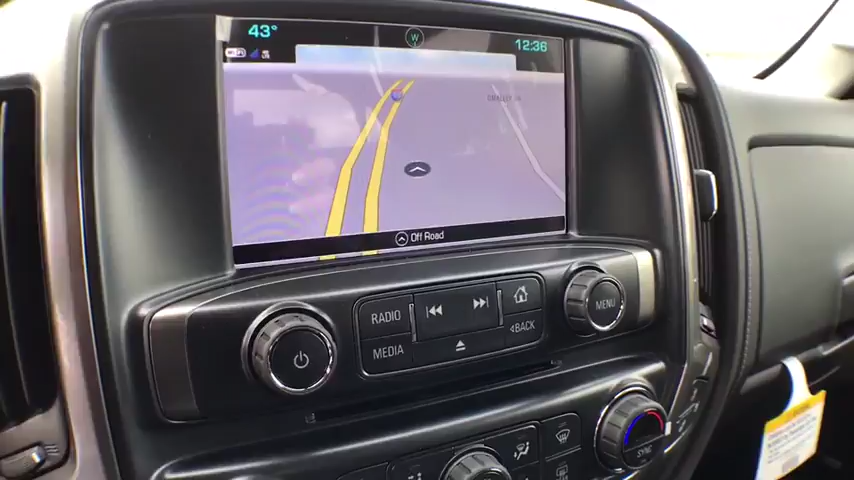 43°
W
12:36
Off Road
RADIO
MEDIA
<BACK
MENU
SYNC